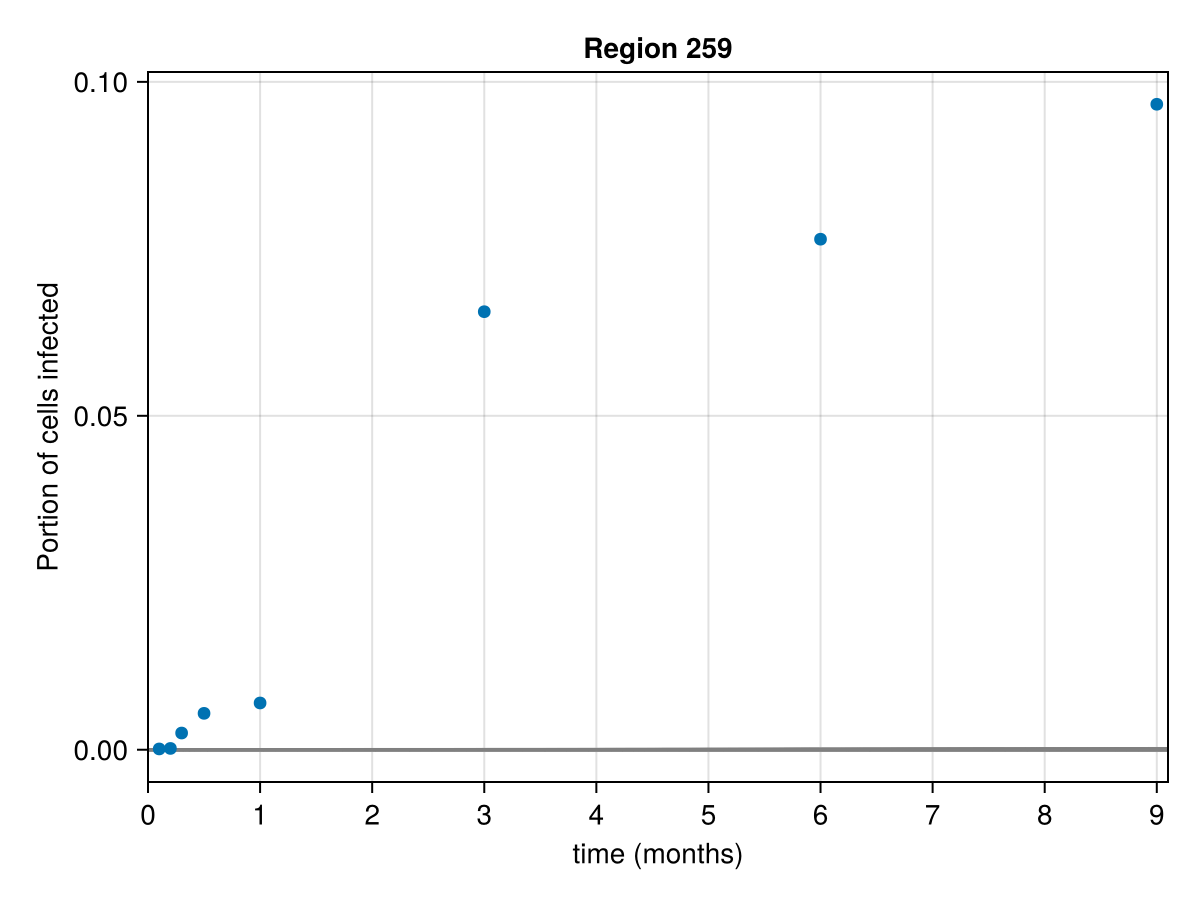 Region 259
0.10
0.05
0.00
Portion of cells infected
0 1 2 3 4 5 6 7 8 9
time (months)